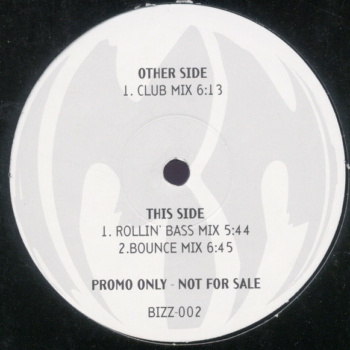 OTHER SIDE
1. CLUB MIX 6:13
THIS SIDE
1. ROLLIN' BASS MIX 5:44
2.BOUNCE MIX 6:45
PROMO ONLY - NOT FOR SALE
BIZZ-002